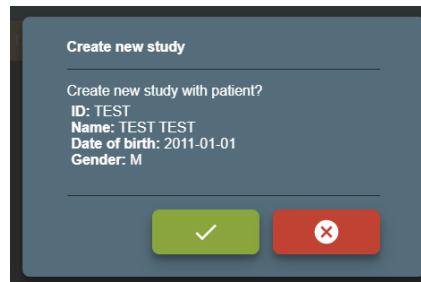 Create new study
Create new study with patient?
ID: TEST
Name: TEST TEST
Date of birth: 2011-01-01
Gender: M